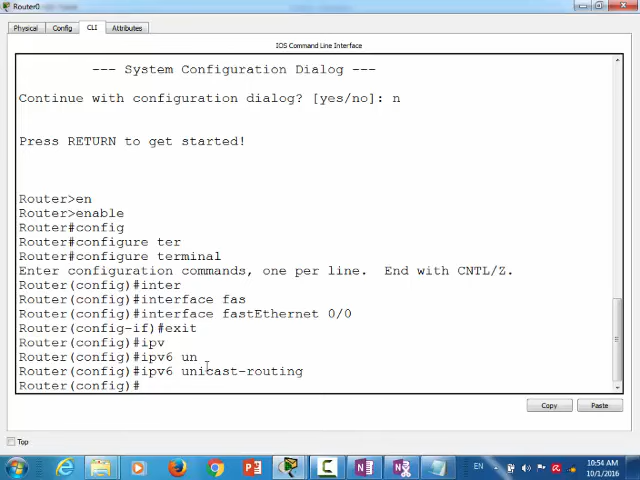 Router0
Physical Config CLI Attributes
IOS Command Line Interface
--- System Configuration Dialog ---
Continue with configuration dialog? [yes/no]: n
Press RETURN to get started!
Router>en
Router>enable
Router#config
Router#configure ter
Router#configure terminal
Enter configuration commands, one per line. End with CNTL/Z.
Router(config)#inter
Router(config)#interface fas
Router(config)#interface fastEthernet 0/0
Router(config-if)#exit
Router(config)#ipv
Router(config)#ipv6 un
Router(config)#ipv6 unicast-routing
Router(config)#
Copy Paste
Top
EN
10:54 AM
10/1/2016